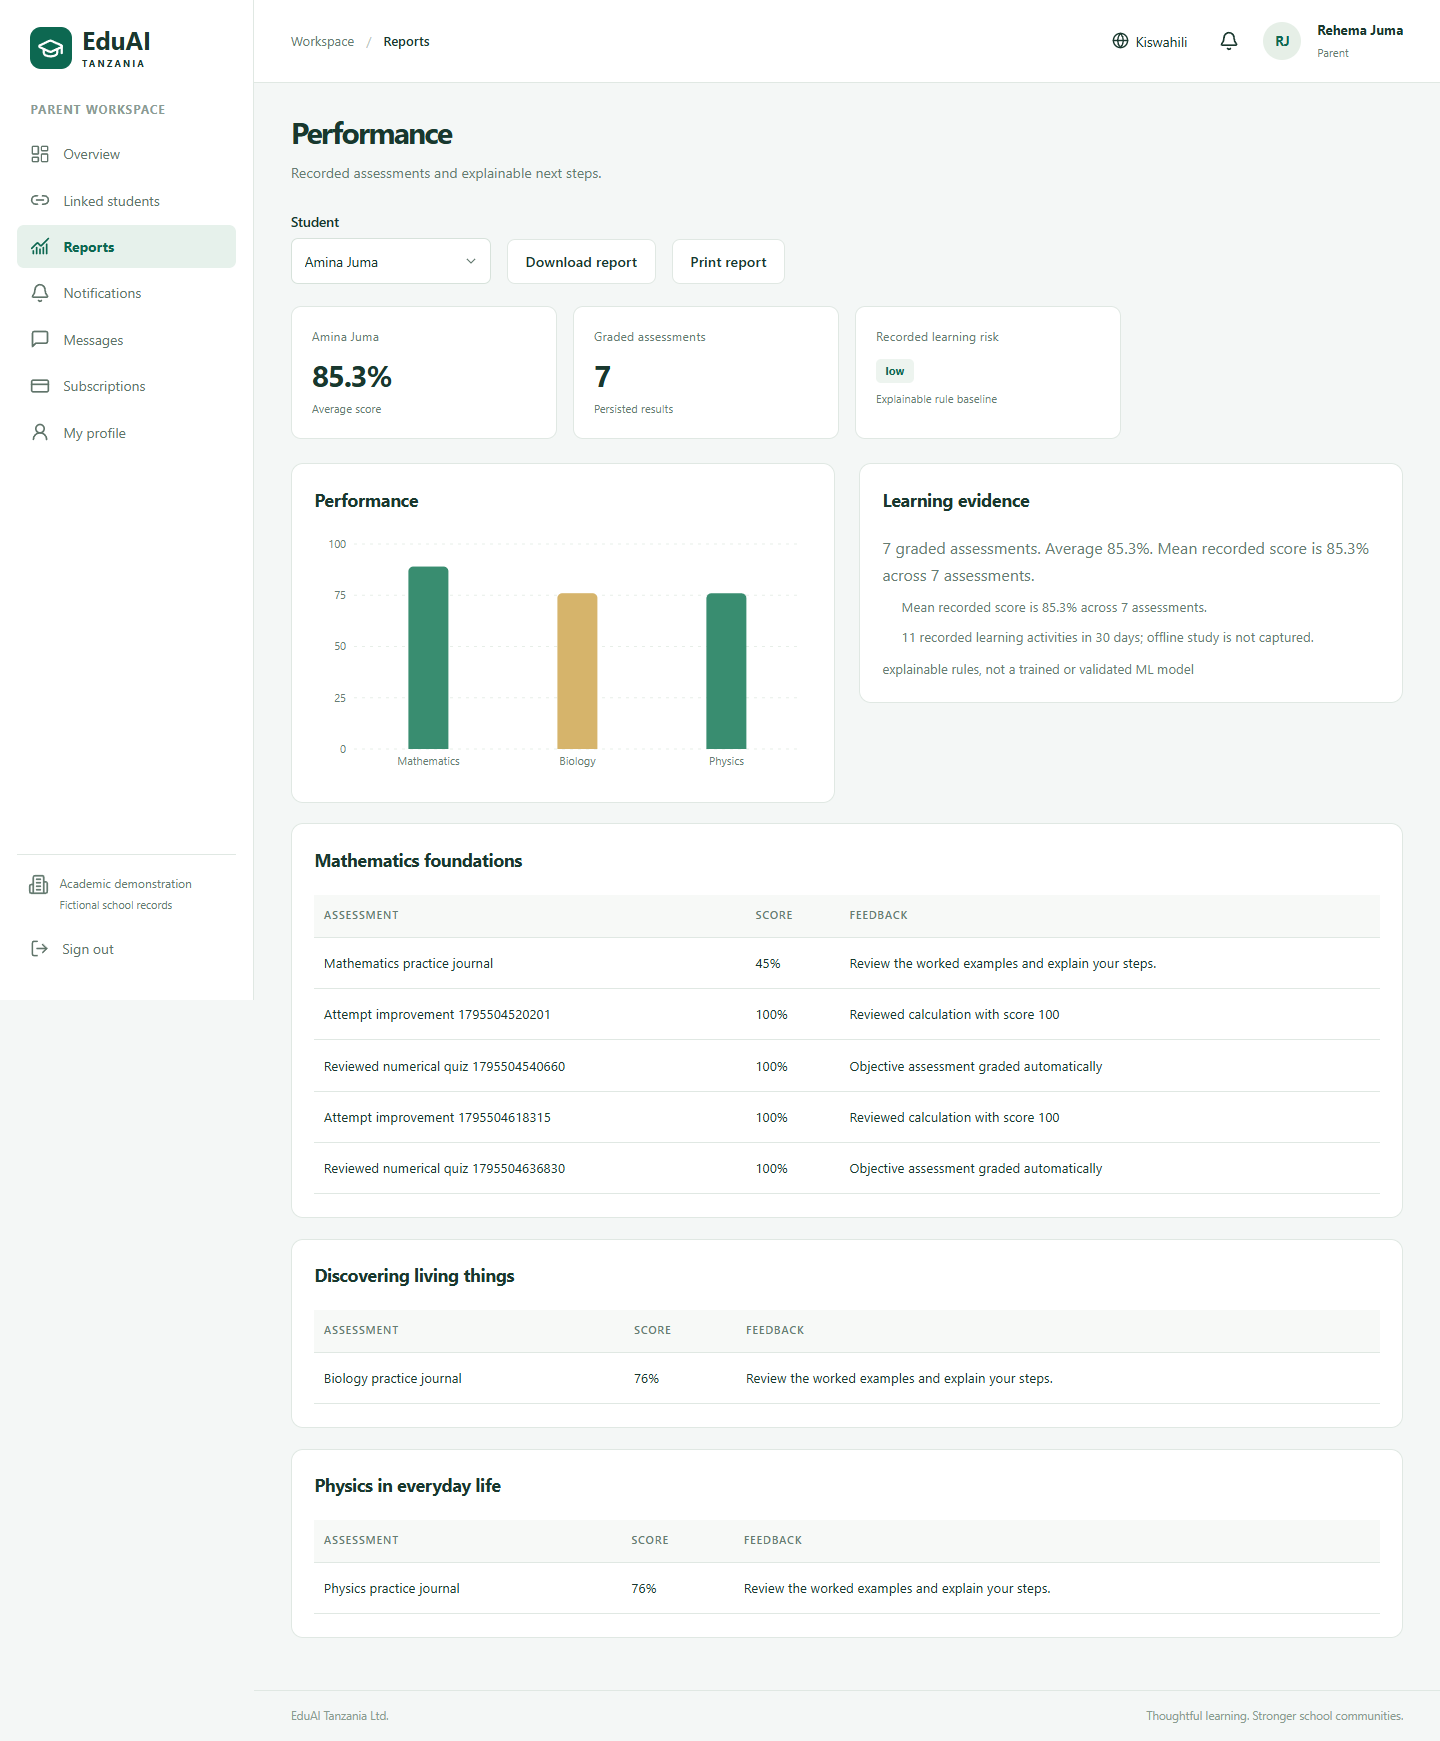 EduAI
TANZANIA
PARENT WORKSPACE
Overview
Linked students
Reports
Notifications
Messages
Subscriptions
My profile
Academic demonstration
Fictional school records
Sign out
Workspace / Reports
Kiswahili
RJ
Rehema Juma
Parent
Performance
Recorded assessments and explainable next steps.
Student
Amina Juma
Download report
Print report
Amina Juma
85.3%
Average score
Graded assessments
7
Persisted results
Recorded learning risk
low
Explainable rule baseline
Performance
100
75
50
25
0
Mathematics
Biology
Physics
Learning evidence
7 graded assessments. Average 85.3%. Mean recorded score is 85.3%
across 7 assessments.
Mean recorded score is 85.3% across 7 assessments.
11 recorded learning activities in 30 days; offline study is not captured.
explainable rules, not a trained or validated ML model
Mathematics foundations
ASSESSMENT SCORE FEEDBACK
Mathematics practice journal 45% Review the worked examples and explain your steps.
Attempt improvement 1795504520201 100% Reviewed calculation with score 100
Reviewed numerical quiz 1795504540660 100% Objective assessment graded automatically
Attempt improvement 1795504618315 100% Reviewed calculation with score 100
Reviewed numerical quiz 1795504636830 100% Objective assessment graded automatically
Discovering living things
ASSESSMENT SCORE FEEDBACK
Biology practice journal 76% Review the worked examples and explain your steps.
Physics in everyday life
ASSESSMENT SCORE FEEDBACK
Physics practice journal 76% Review the worked examples and explain your steps.
EduAI Tanzania Ltd.
Thoughtful learning. Stronger school communities.